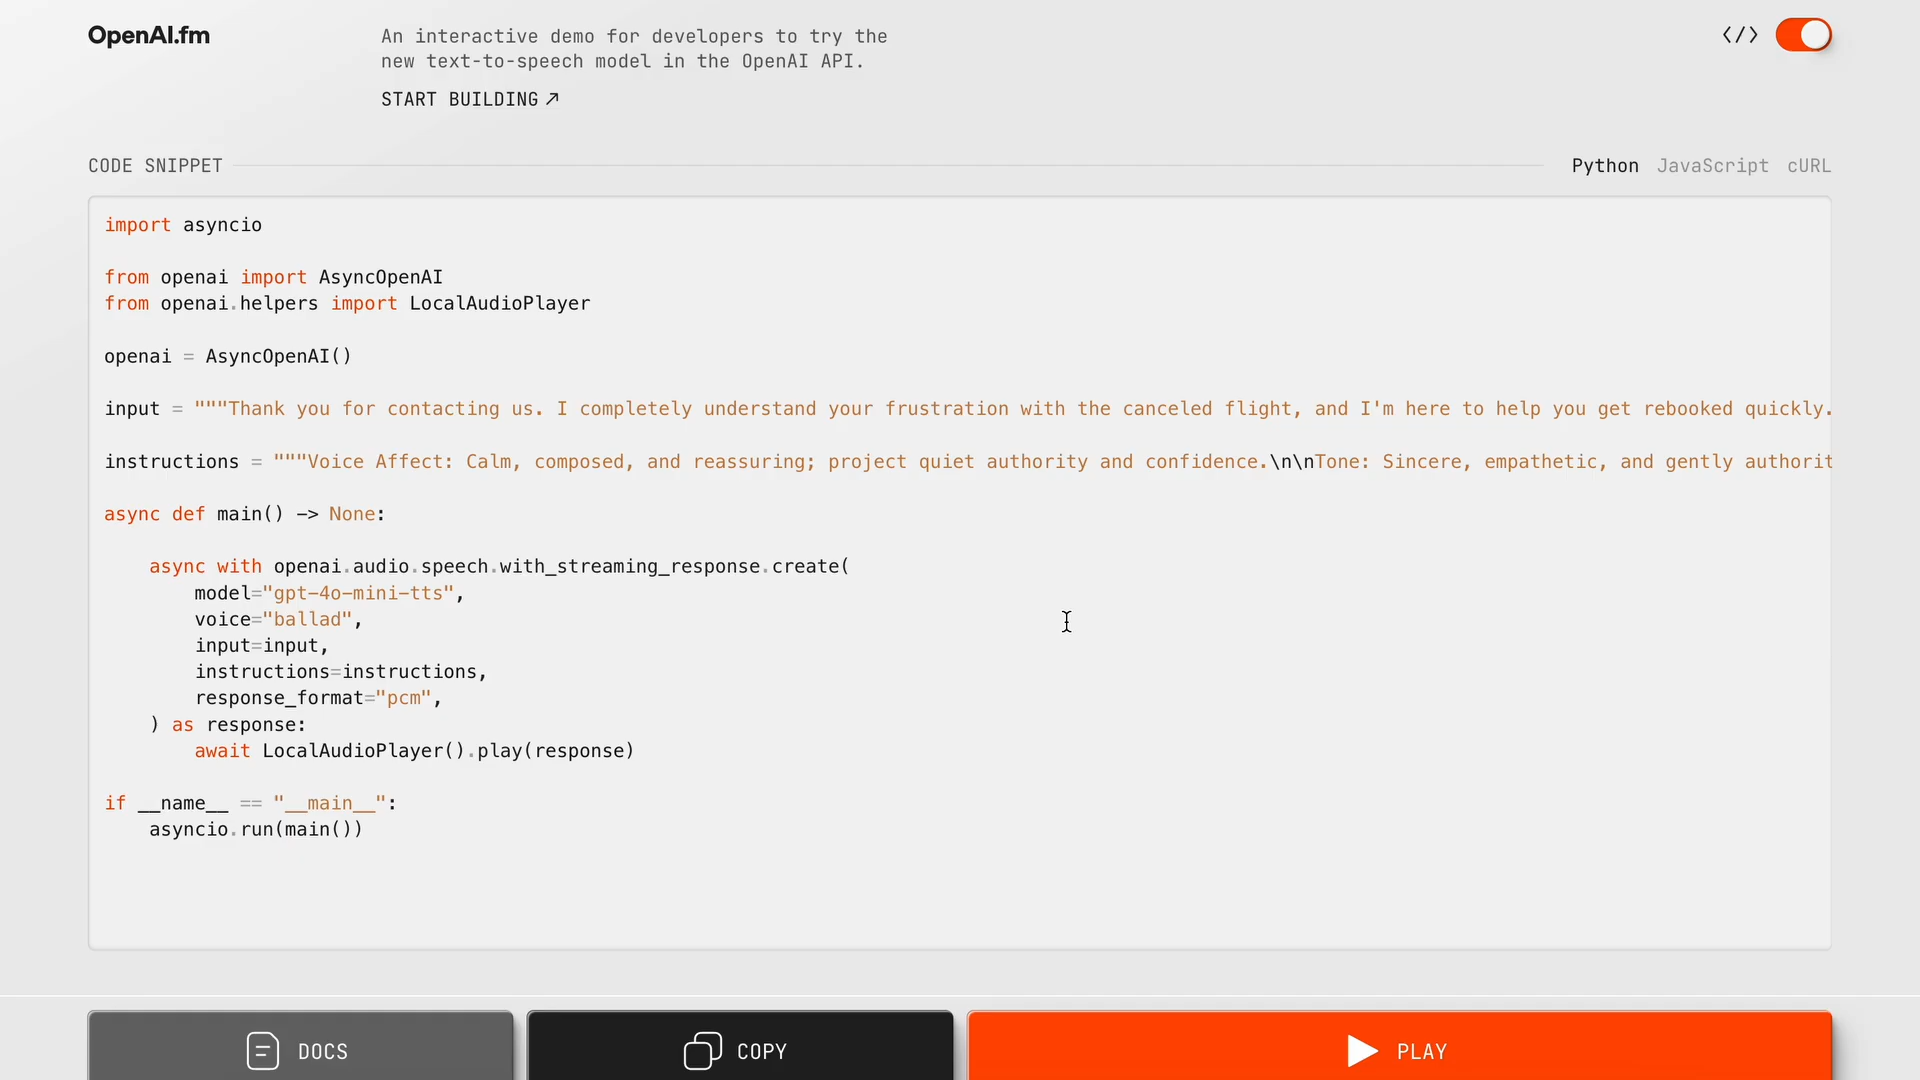 OpenAI.fm
An interactive demo for developers to try the
new text-to-speech model in the OpenAI API.
START BUILDING ↗
</>
CODE SNIPPET
Python JavaScript cURL
import asyncio
from openai import AsyncOpenAI
from openai.helpers import LocalAudioPlayer
openai = AsyncOpenAI()
input = """Thank you for contacting us. I completely understand your frustration with the canceled flight, and I'm here to help you get rebooked quickly.
instructions = """Voice Affect: Calm, composed, and reassuring; project quiet authority and confidence.\n\nTone: Sincere, empathetic, and gently authorit
async def main() -> None:
    async with openai.audio.speech.with_streaming_response.create(
        model="gpt-4o-mini-tts",
        voice="ballad",
        input=input,
        instructions=instructions,
        response_format="pcm",
    ) as response:
        await LocalAudioPlayer().play(response)
if __name__ == "__main__":
    asyncio.run(main())
DOCS
COPY
PLAY